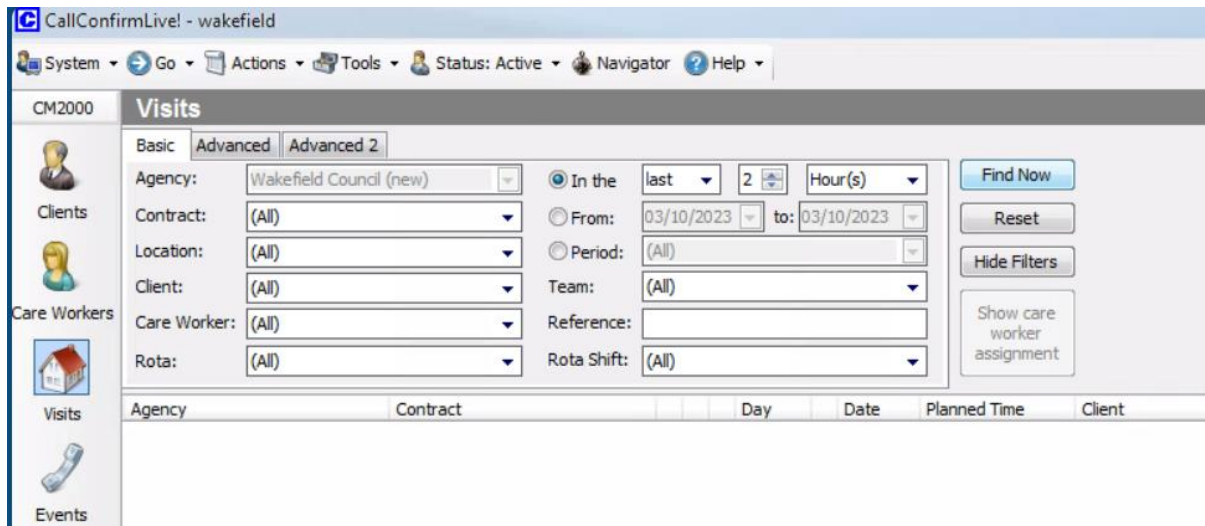 CallConfirmLive! - wakefield
System Go Actions Tools Status: Active Navigator Help
CM2000 Visits
Basic Advanced Advanced 2
Agency: Wakefield Council (new) In the last 2 Hour(s) Find Now
Contract: (All) From: 03/10/2023 to: 03/10/2023 Reset
Location: (All) Period: (All) Hide Filters
Client: (All) Team: (All)
Care Worker: (All) Reference: Show care worker assignment
Rota: (All) Rota Shift: (All)
Clients
Care Workers
Visits
Events
Agency Contract Day Date Planned Time Client